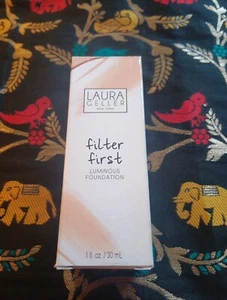 LAURA
GELLER
NEW YORK
filter
first
LUMINOUS
FOUNDATION
1 fl oz / 30 mL